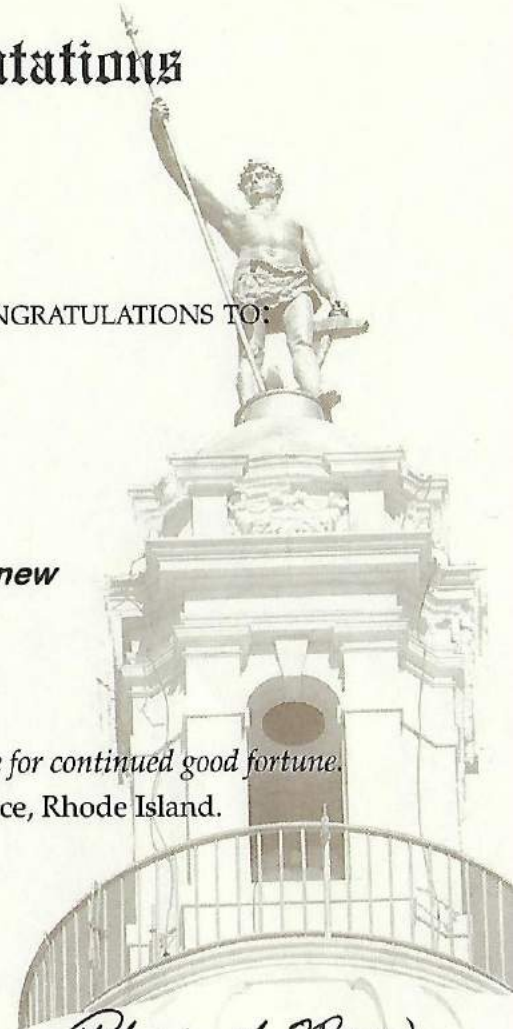 tations
NGRATULATIONS TO:
new
for continued good fortune.
ce, Rhode Island.